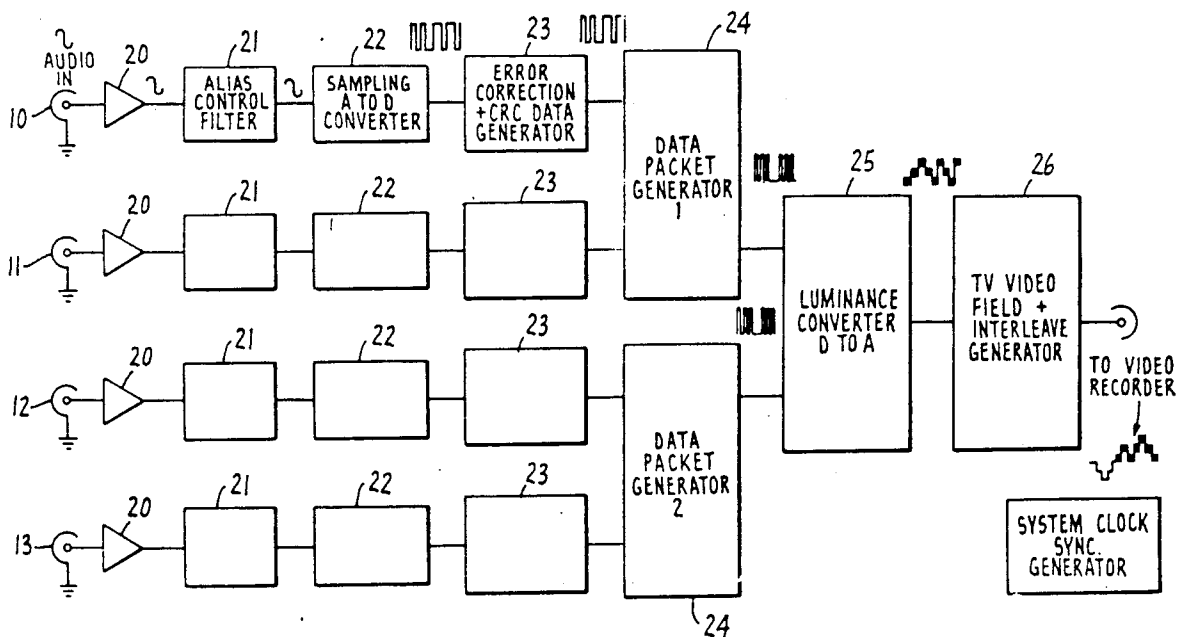 AUDIO
IN
10
20
21
ALIAS
CONTROL
FILTER
22
SAMPLING
A TO D
CONVERTER
23
ERROR
CORRECTION
+CRC DATA
GENERATOR
24
DATA
PACKET
GENERATOR
1
11
20
21
22
23
25
LUMINANCE
CONVERTER
D TO A
26
TV VIDEO
FIELD +
INTERLEAVE
GENERATOR
TO VIDEO
RECORDER
12
20
21
22
23
DATA
PACKET
GENERATOR
2
24
13
20
21
22
23
SYSTEM CLOCK
SYNC.
GENERATOR